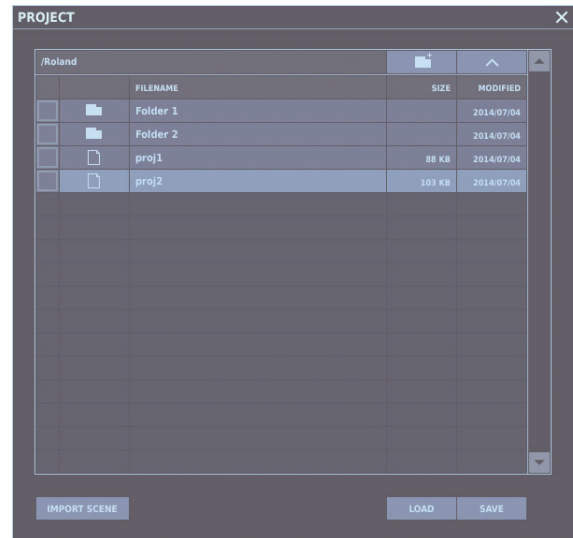 PROJECT
/Roland
FILENAME SIZE MODIFIED
Folder 1 2014/07/04
Folder 2 2014/07/04
proj1 88 KB 2014/07/04
proj2 103 KB 2014/07/04
IMPORT SCENE LOAD SAVE